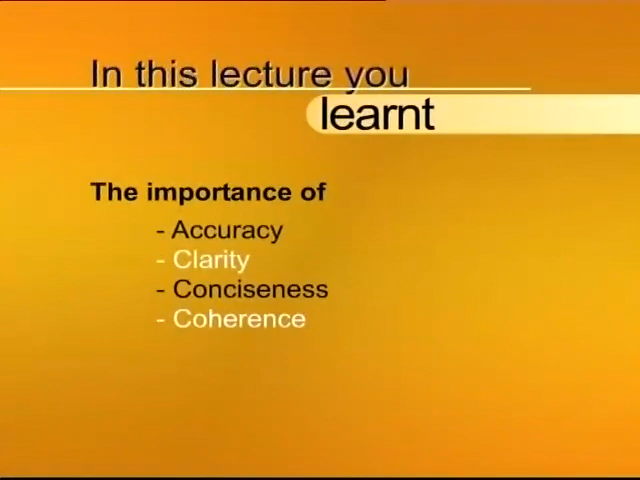 In this lecture you
learnt
The importance of
- Accuracy
- Clarity
- Conciseness
- Coherence